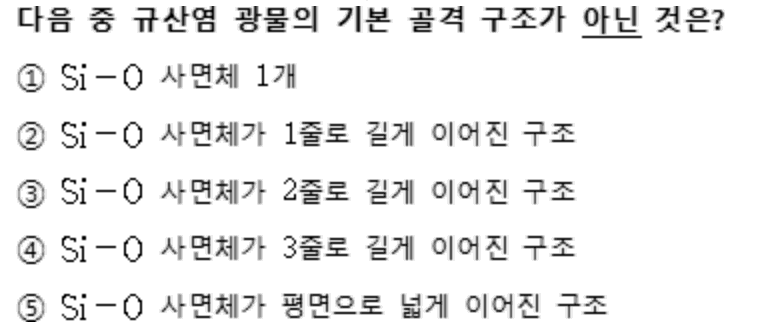 다음 중 규산염 광물의 기본 골격 구조가 아닌 것은?
① Si－O 사면체 1개
② Si－O 사면체가 1줄로 길게 이어진 구조
③ Si－O 사면체가 2줄로 길게 이어진 구조
④ Si－O 사면체가 3줄로 길게 이어진 구조
⑤ Si－O 사면체가 평면으로 넓게 이어진 구조